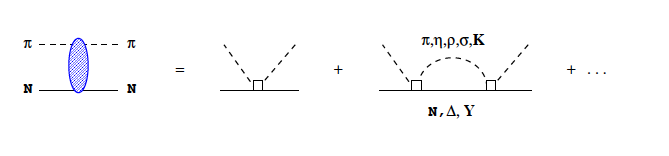 π π
N N
=
+
π,η,ρ,σ,K
N,Δ,Y
+ ...